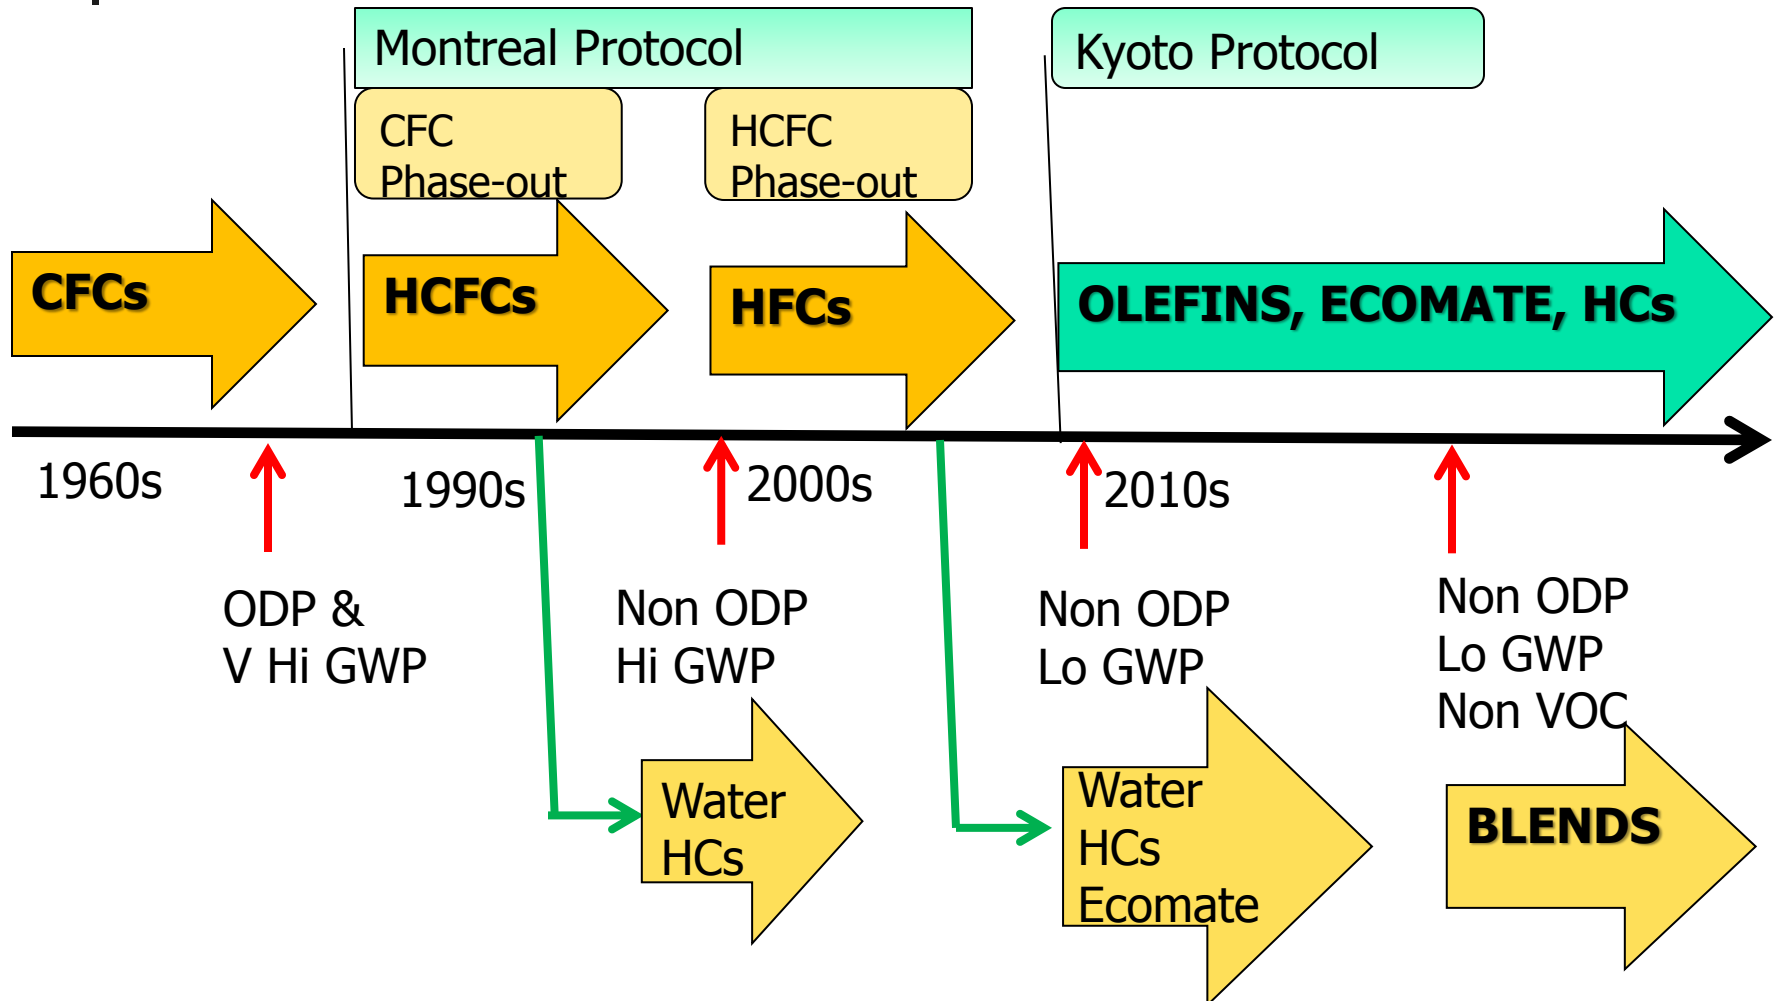 Montreal Protocol
Kyoto Protocol
CFC
Phase-out
HCFC
Phase-out
CFCs
HCFCs
HFCs
OLEFINS, ECOMATE, HCs
1960s
1990s
2000s
2010s
ODP &
V Hi GWP
Non ODP
Hi GWP
Non ODP
Lo GWP
Non ODP
Lo GWP
Non VOC
Water
HCs
Water
HCs
Ecomate
BLENDS